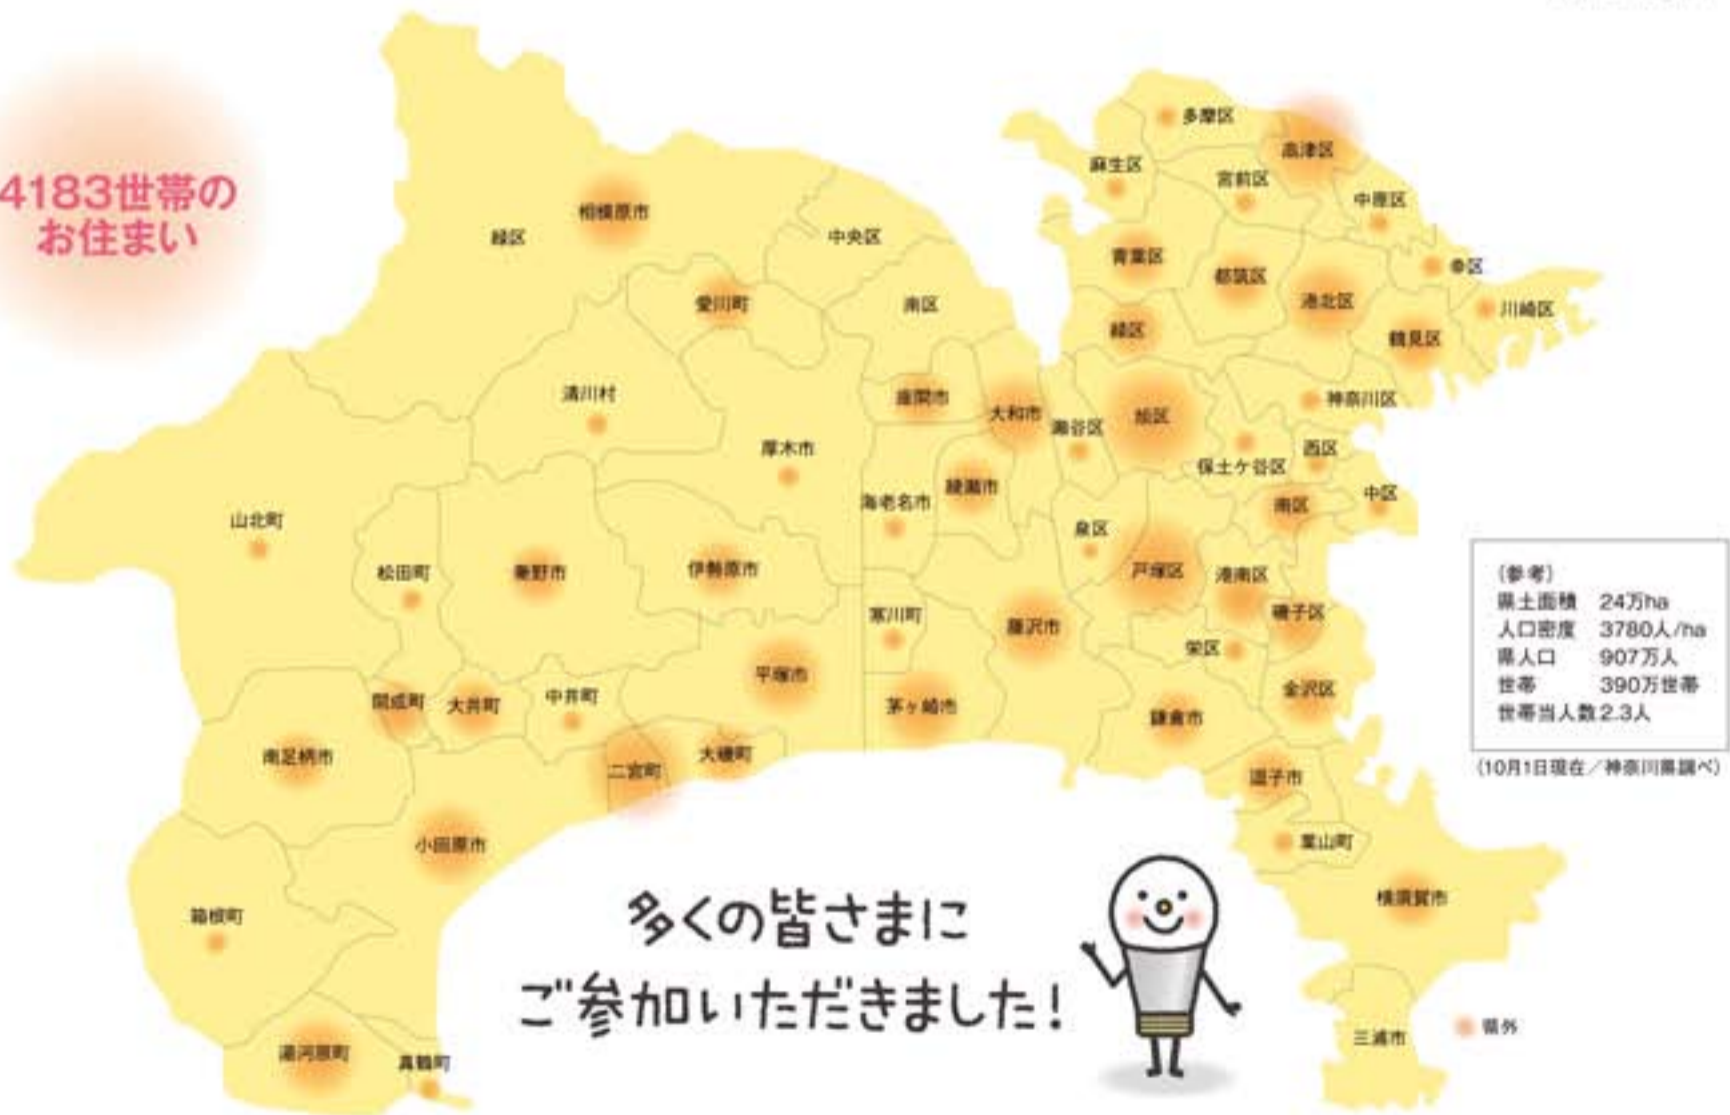 4183世帯の
お住まい
多摩区
高津区
麻生区
宮前区
中原区
相模原市
緑区
中央区
青葉区
都筑区
幸区
愛川町
南区
港北区
川崎区
緑区
鶴見区
清川村
座間市
大和市
瀬谷区
旭区
神奈川区
厚木市
西区
保土ケ谷区
綾瀬市
海老名市
中区
南区
山北町
泉区
松田町
秦野市
伊勢原市
戸塚区
港南区
寒川町
藤沢市
磯子区
栄区
平塚市
開成町
大井町
中井町
茅ヶ崎市
鎌倉市
金沢区
南足柄市
二宮町
大磯町
逗子市
小田原市
葉山町
箱根町
横須賀市
湯河原町
真鶴町
三浦市
県外
(参考)
県土面積 24万ha
人口密度 3780人/ha
県人口 907万人
世帯 390万世帯
世帯当人数 2.3人
(10月1日現在／神奈川県調べ)
多くの皆さまに
ご参加いただきました!